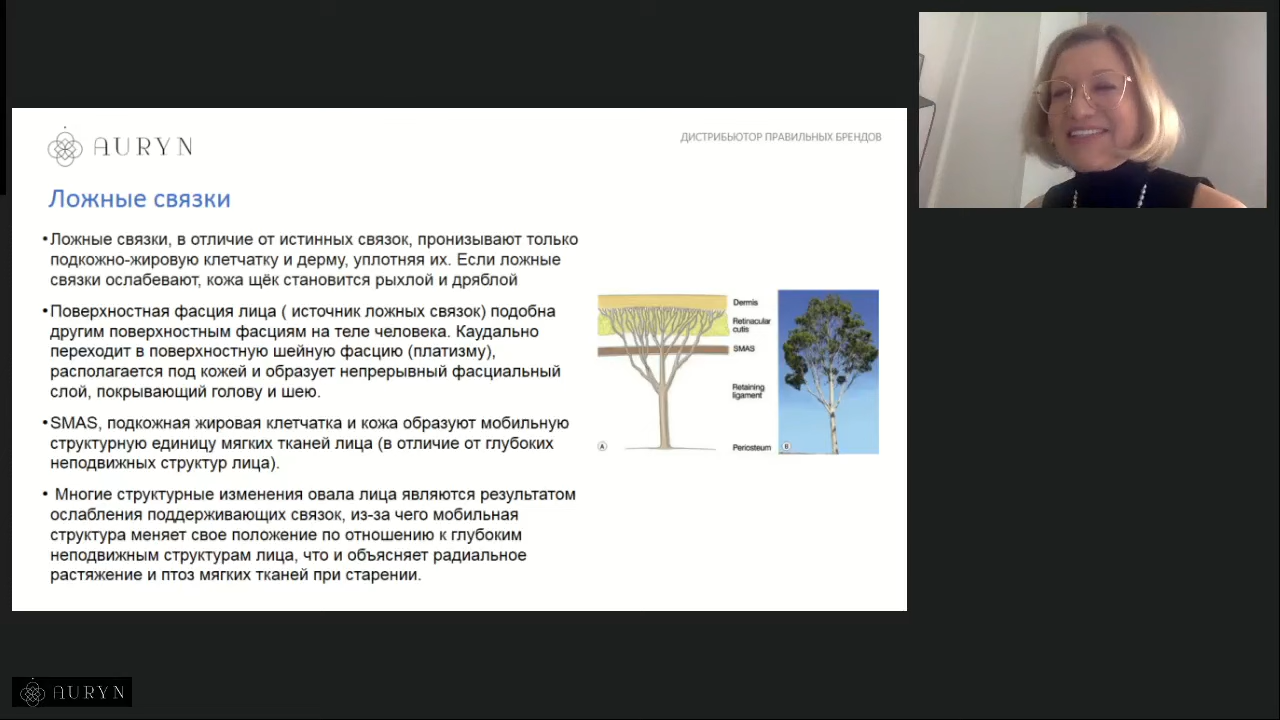 AURYN
ДИСТРИБЬЮТОР ПРАВИЛЬНЫХ БРЕНДОВ
Ложные связки
•Ложные связки, в отличие от истинных связок, пронизывают только
подкожно-жировую клетчатку и дерму, уплотняя их. Если ложные
связки ослабевают, кожа щёк становится рыхлой и дряблой
•Поверхностная фасция лица ( источник ложных связок) подобна
другим поверхностным фасциям на теле человека. Каудально
переходит в поверхностную шейную фасцию (платизму),
располагается под кожей и образует непрерывный фасциальный
слой, покрывающий голову и шею.
•SMAS, подкожная жировая клетчатка и кожа образуют мобильную
структурную единицу мягких тканей лица (в отличие от глубоких
неподвижных структур лица).
• Многие структурные изменения овала лица являются результатом
ослабления поддерживающих связок, из-за чего мобильная
структура меняет свое положение по отношению к глубоким
неподвижным структурам лица, что и объясняет радиальное
растяжение и птоз мягких тканей при старении.
Dermis
Retinacular
cutis
SMAS
Retaining
ligament
Periosteum
A
B
AURYN